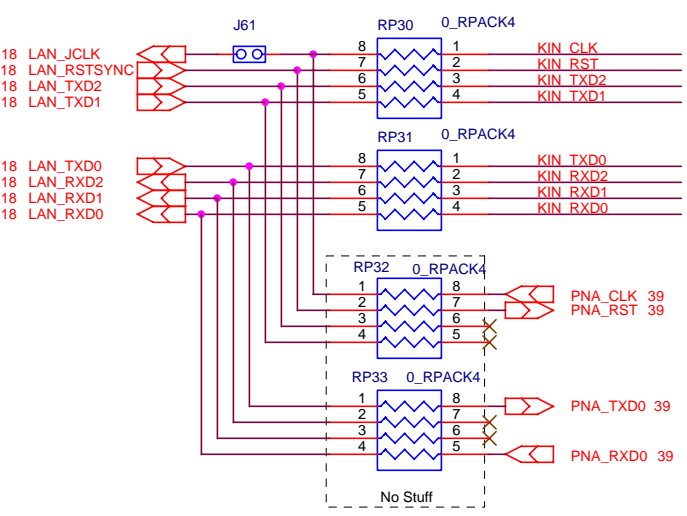 J61 RP30 0_RPACK4
18 LAN_JCLK 8 1 KIN_CLK
18 LAN_RSTSYNC 7 2 KIN_RST
18 LAN_TXD2 6 3 KIN_TXD2
18 LAN_TXD1 5 4 KIN_TXD1
RP31 0_RPACK4
18 LAN_TXD0 8 1 KIN_TXD0
18 LAN_RXD2 7 2 KIN_RXD2
18 LAN_RXD1 6 3 KIN_RXD1
18 LAN_RXD0 5 4 KIN_RXD0
RP32 0_RPACK4
1 8 PNA_CLK 39
2 7 PNA_RST 39
3 6
4 5
RP33 0_RPACK4
1 8 PNA_TXD0 39
2 7
3 6
4 5 PNA_RXD0 39
No Stuff